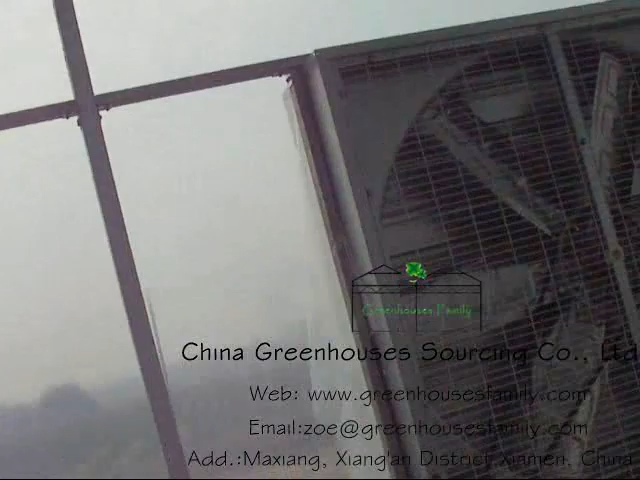 Greenhouses Family
China Greenhouses Sourcing Co., Ltd
Web: www.greenhousesfamily.com
Email:zoe@greenhousesfamily.com
Add.:Maxiang, Xiang'an District Xinmen, China